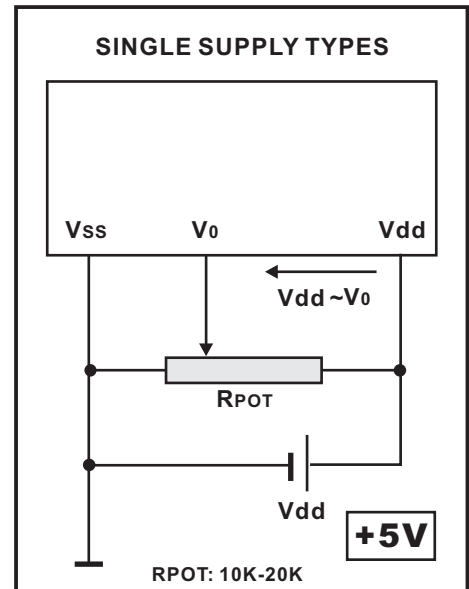 SINGLE SUPPLY TYPES
Vss V0 Vdd
Vdd ~V0
RPOT
Vdd
+5V
RPOT: 10K-20K